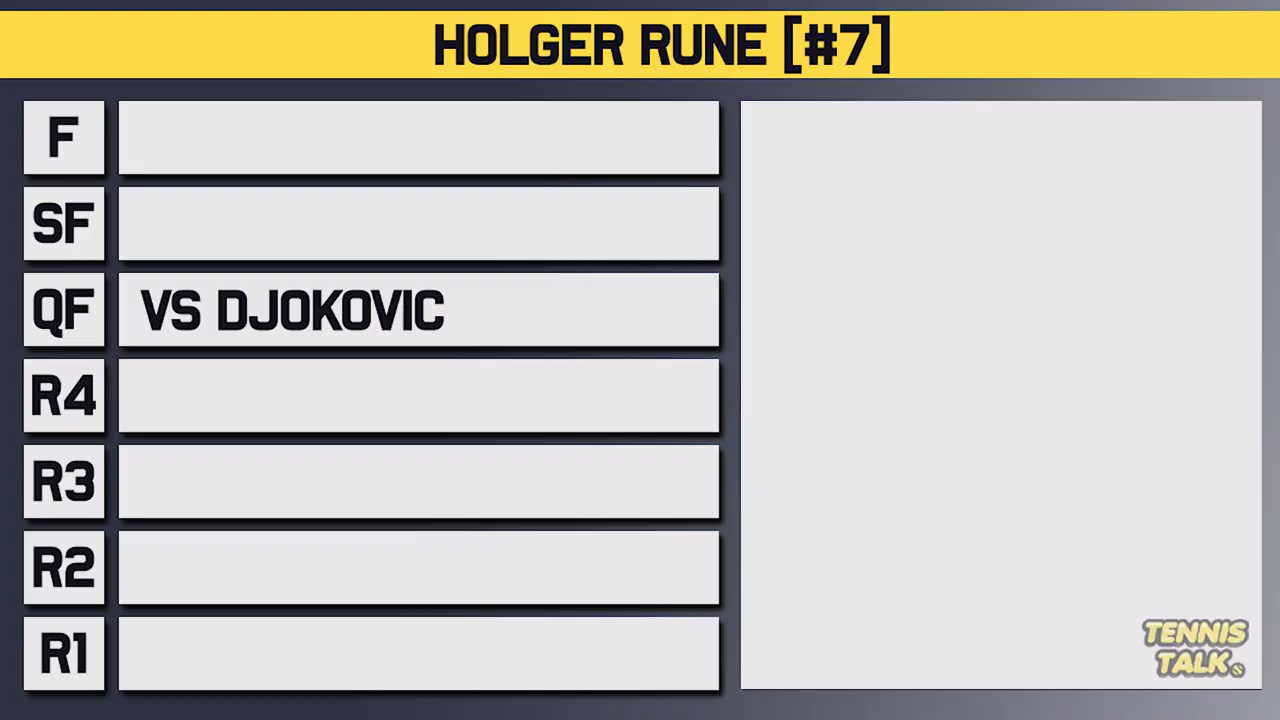 HOLGER RUNE [#7]
F
SF
QF VS DJOKOVIC
R4
R3
R2
R1
TENNIS
TALK